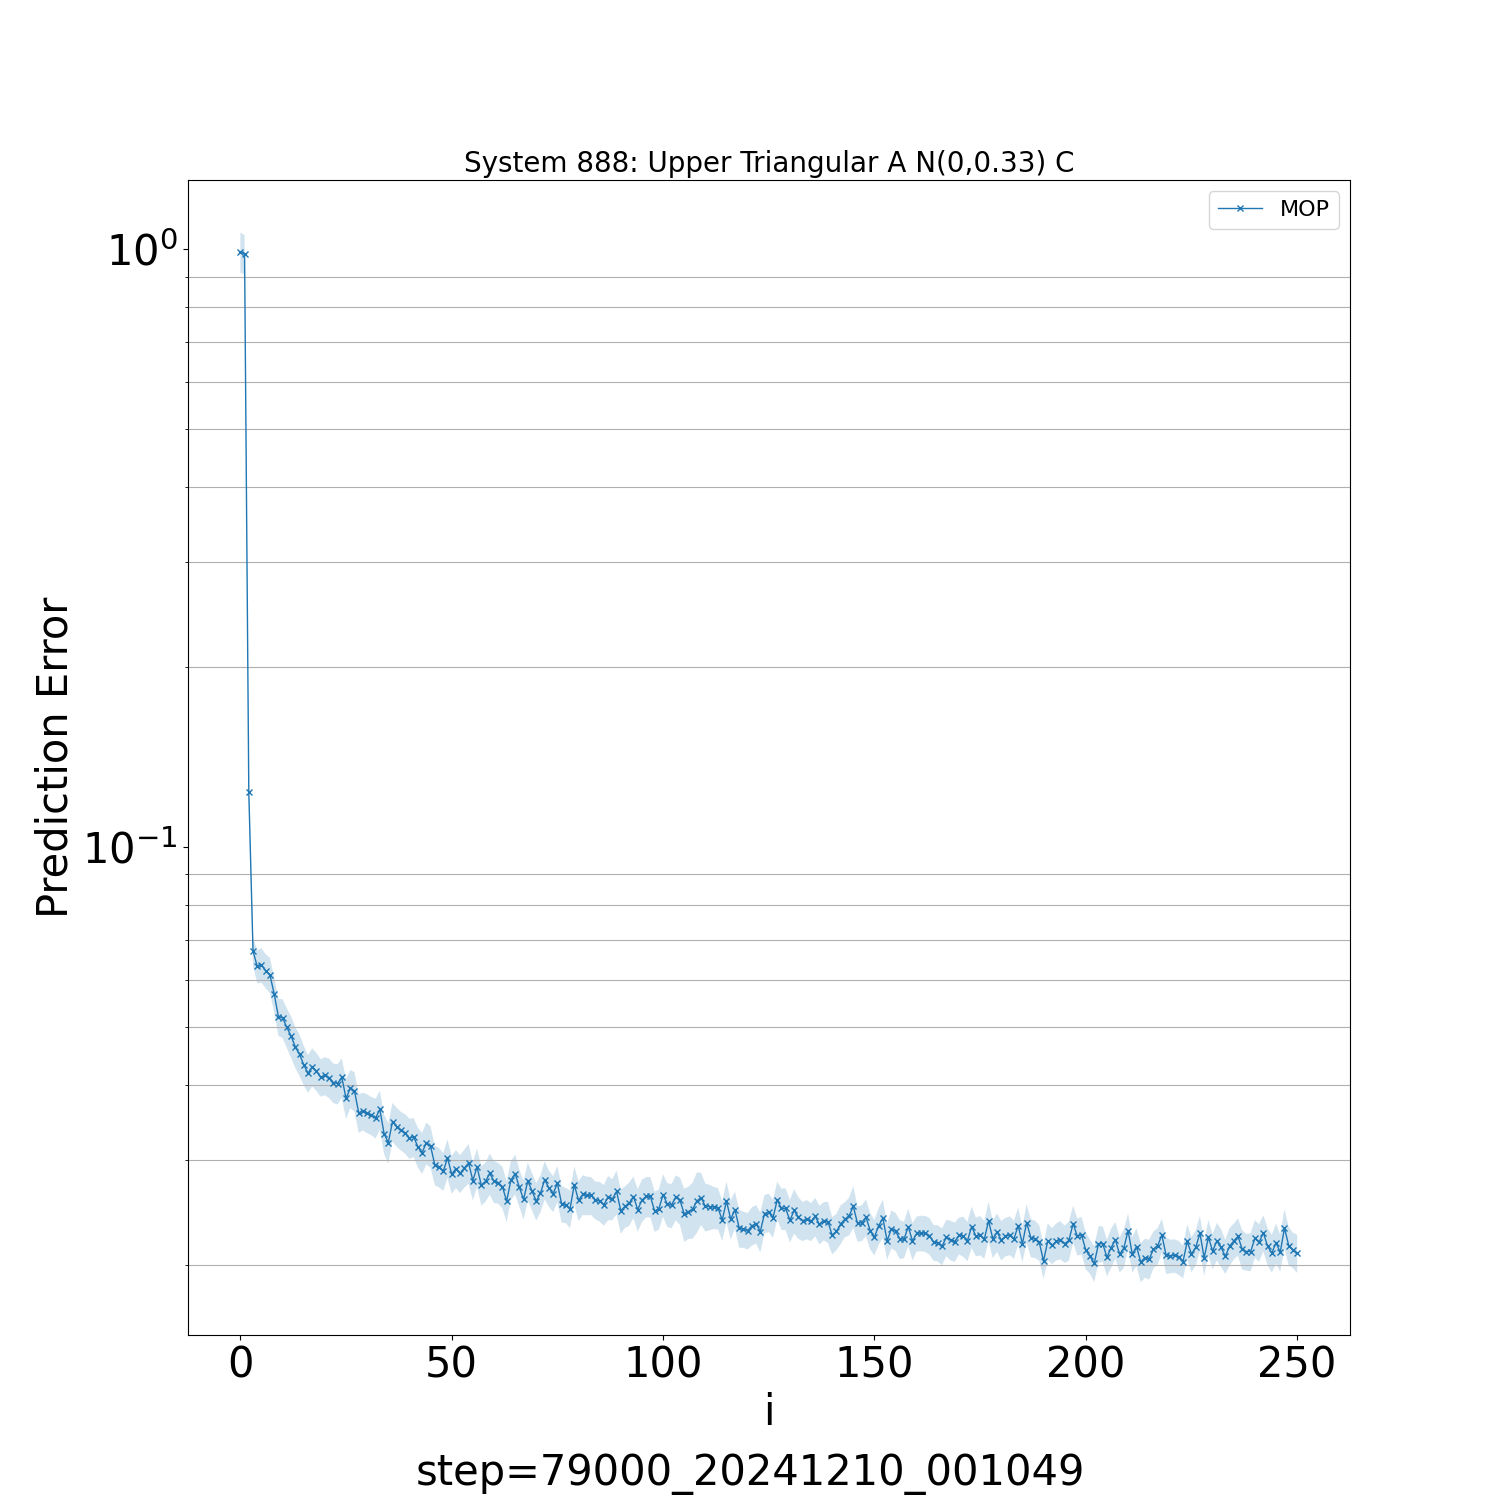 System 888: Upper Triangular A N(0,0.33) C
MOP
10⁰
10⁻¹
Prediction Error
0 50 100 150 200 250
i
step=79000_20241210_001049